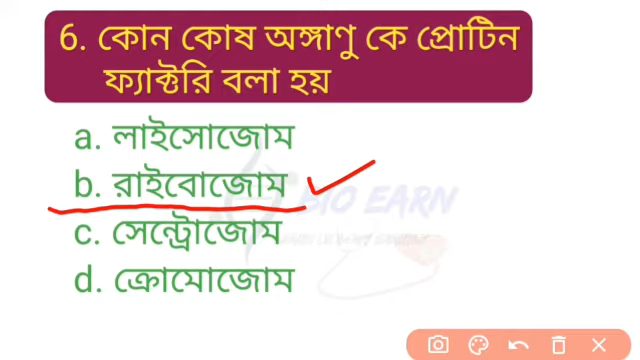 6. কোন কোষ অঙ্গাণু কে প্রোটিন
ফ্যাক্টরি বলা হয়
a. লাইসোজোম
b. রাইবোজোম
BIO EARN
c. সেন্ট্রোজোম
d. ক্রোমোজোম